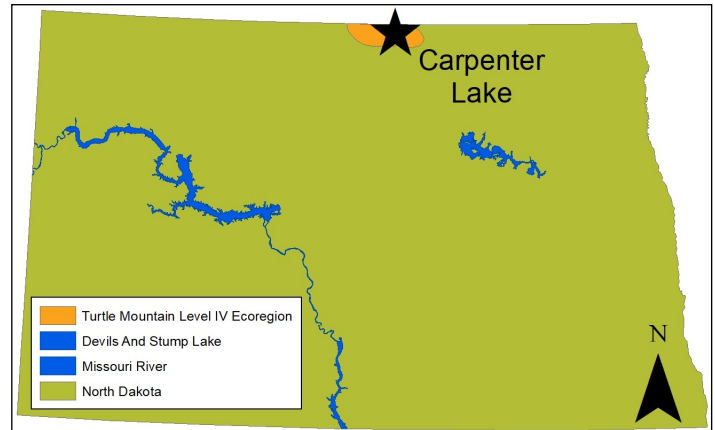 Carpenter
Lake
Turtle Mountain Level IV Ecoregion
Devils And Stump Lake
Missouri River
North Dakota
N